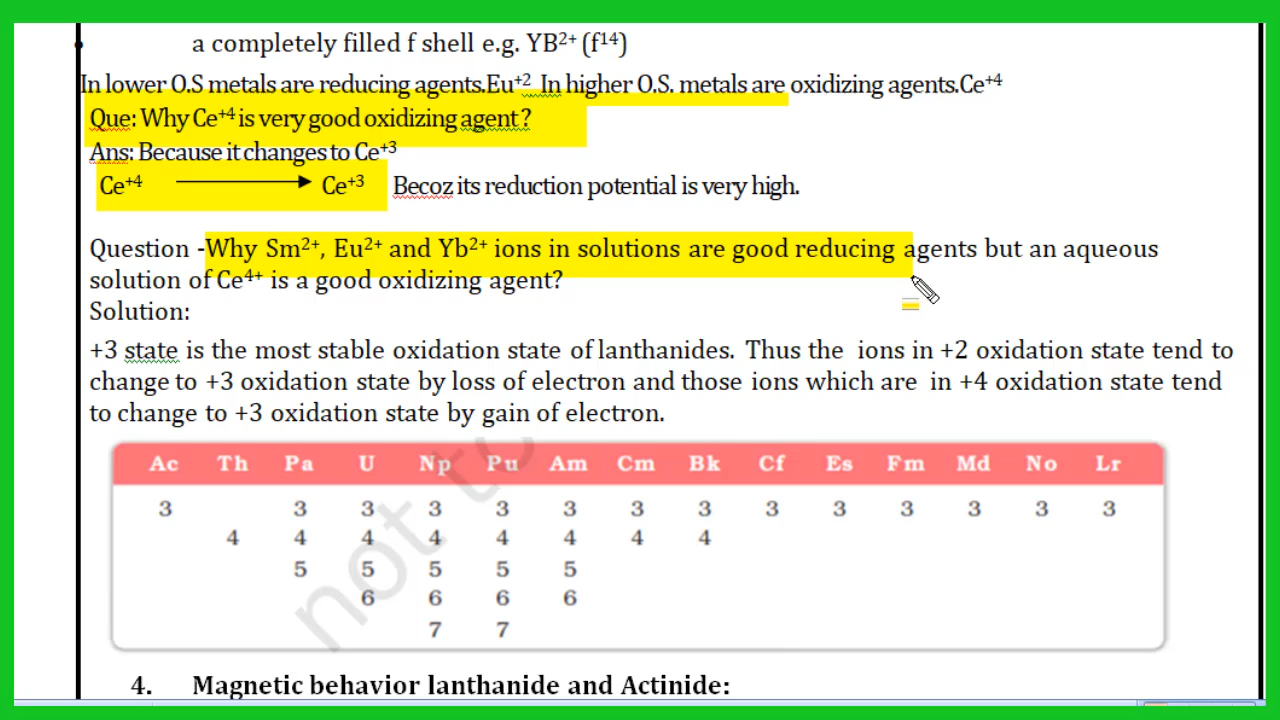 • a completely filled f shell e.g. YB²⁺ (f¹⁴)
In lower O.S metals are reducing agents.Eu⁺² In higher O.S. metals are oxidizing agents.Ce⁺⁴
Que: Why Ce⁺⁴ is very good oxidizing agent?
Ans: Because it changes to Ce⁺³
Ce⁺⁴ ⟶ Ce⁺³ Becoz its reduction potential is very high.
Question -Why Sm²⁺, Eu²⁺ and Yb²⁺ ions in solutions are good reducing agents but an aqueous
solution of Ce⁴⁺ is a good oxidizing agent?
Solution:
+3 state is the most stable oxidation state of lanthanides. Thus the ions in +2 oxidation state tend to
change to +3 oxidation state by loss of electron and those ions which are in +4 oxidation state tend
to change to +3 oxidation state by gain of electron.
Ac Th Pa U Np Pu Am Cm Bk Cf Es Fm Md No Lr
3 3 3 3 3 3 3 3 3 3 3 3 3 3
4 4 4 4 4 4 4 4
5 5 5 5 5
6 6 6 6
7 7
not to
4. Magnetic behavior lanthanide and Actinide: